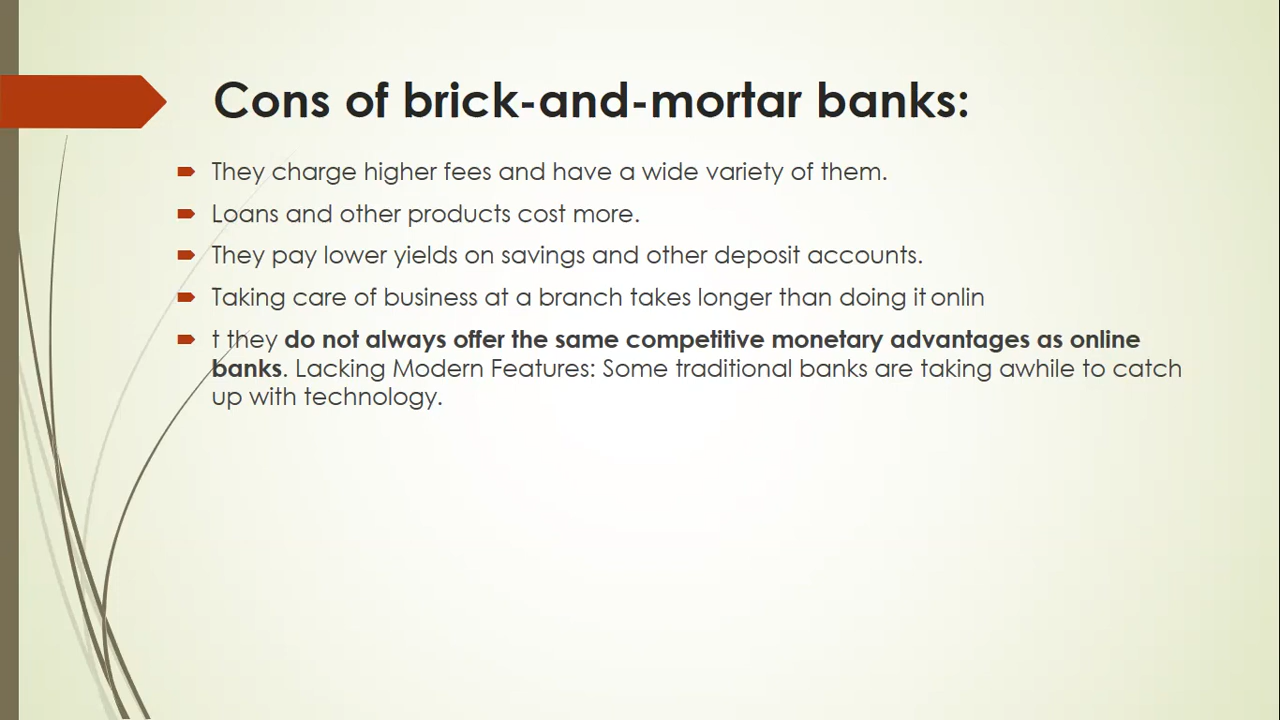 Cons of brick-and-mortar banks:
They charge higher fees and have a wide variety of them.
Loans and other products cost more.
They pay lower yields on savings and other deposit accounts.
Taking care of business at a branch takes longer than doing it onlin
t they do not always offer the same competitive monetary advantages as online
banks. Lacking Modern Features: Some traditional banks are taking awhile to catch
up with technology.